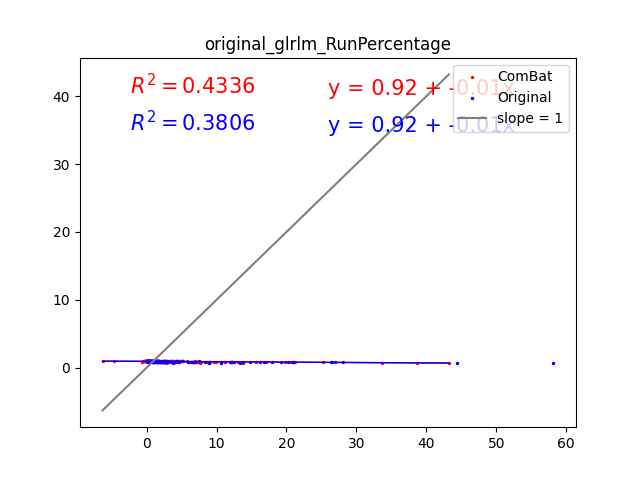 original_glrlm_RunPercentage
R² = 0.4336
y = 0.92 + -0.01x
R² = 0.3806
y = 0.92 + -0.01x
ComBat
Original
slope = 1
40
30
20
10
0
0 10 20 30 40 50 60